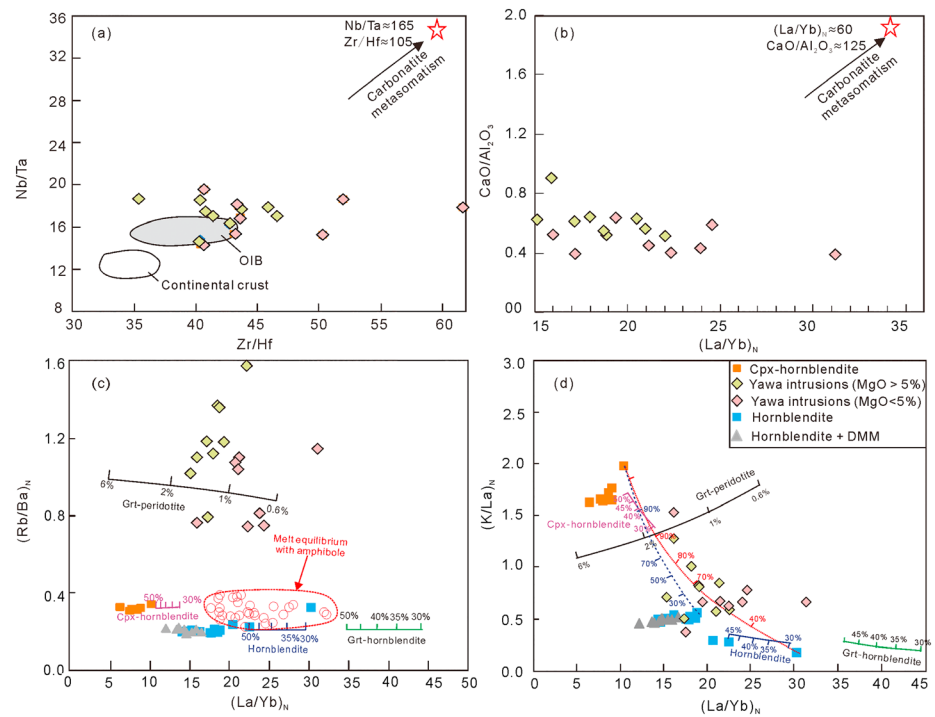 (a)
Nb/Ta≈165
Zr/Hf≈105
Carbonatite
metasomatism
OIB
Continental crust
36
32
28
24
20
16
12
8
Nb/Ta
30
35
40
45
50
55
60
Zr/Hf
(b)
(La/Yb)N≈60
CaO/Al2O3≈125
Carbonatite
metasomatism
2.0
1.6
1.2
0.8
0.4
00
CaO/Al2O3
15
20
25
30
35
(La/Yb)N
(c)
1.6
1.2
0.8
0.4
0.0
(Rb/Ba)N
6%
2%
1%
0.6%
Grt-peridotite
Melt equilibrium
with amphibole
50%
30%
Cpx-hornblendite
50%
35%
30%
Hornblendite
50%
40%
35%
30%
Grt-hornblendite
0
5
10
15
20
25
30
35
40
45
50
(La/Yb)N
(d)
Cpx-hornblendite
Yawa intrusions (MgO > 5%)
Yawa intrusions (MgO<5%)
Hornblendite
Hornblendite + DMM
3.0
2.5
2.0
1.5
1.0
0.5
0.0
(K/La)N
Grt-peridotite
0.6%
1%
2%
6%
50%
45%
40%
30%
Cpx-hornblendite
90%
70%
50%
30%
90%
90%
70%
40%
45%
40%
35%
30%
Hornblendite
45%
40%
35%
30%
Grt-hornblendite
0
5
10
15
20
25
30
35
40
45
(La/Yb)N